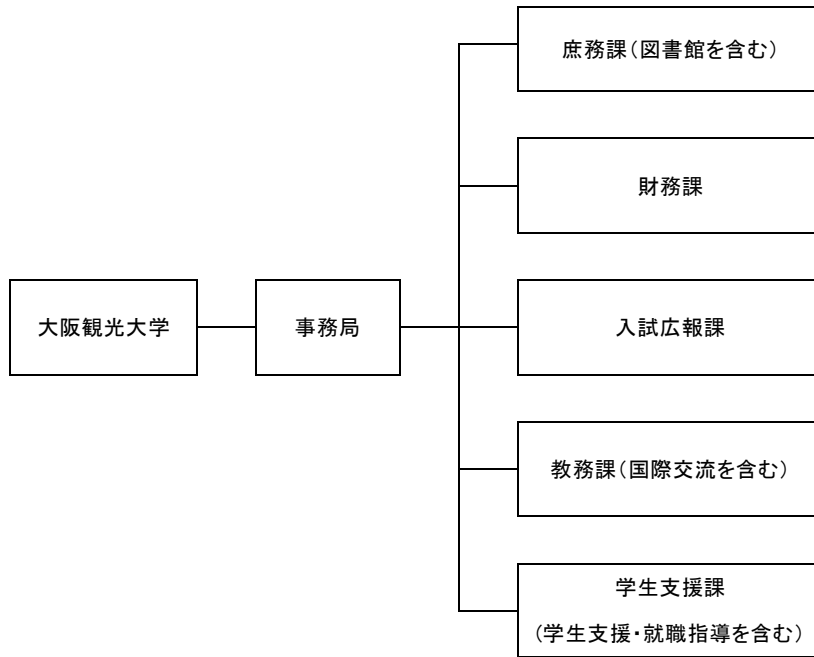 庶務課(図書館を含む)
財務課
大阪観光大学
事務局
入試広報課
教務課(国際交流を含む)
学生支援課
(学生支援・就職指導を含む)